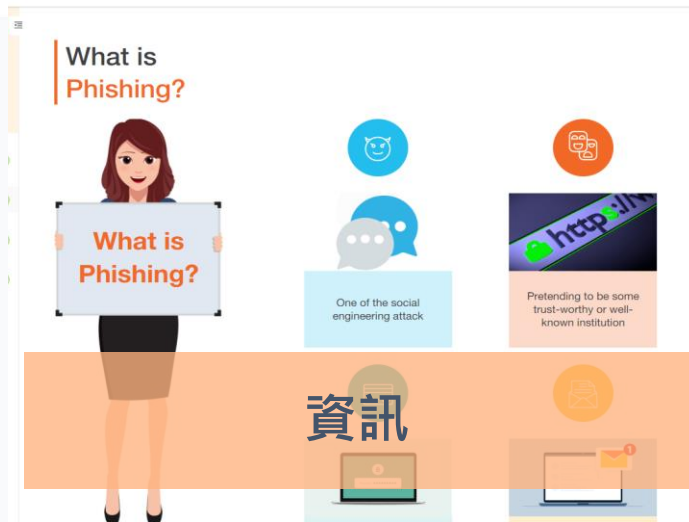 What is
Phishing?
What is
Phishing?
One of the social
engineering attack
https://
Pretending to be some
trust-worthy or well-
known institution
資訊
1